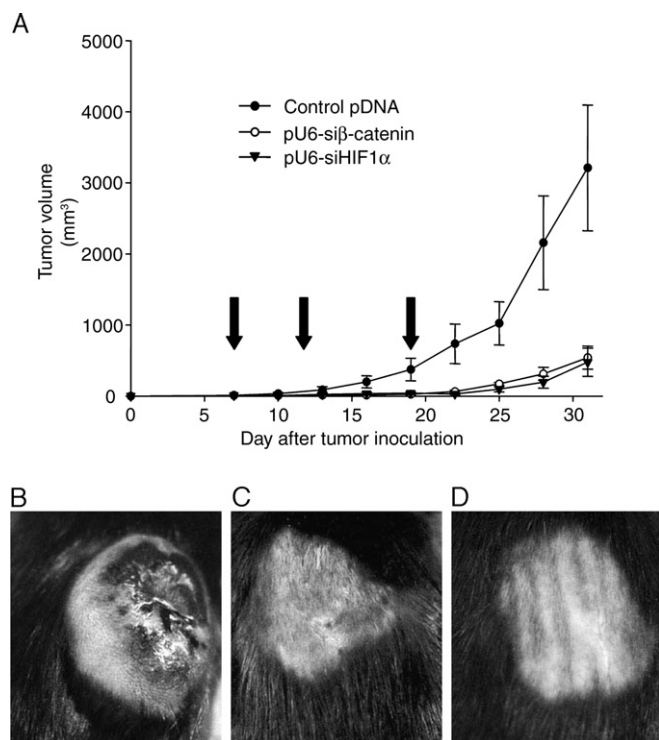 A
5000
4000
3000
2000
1000
0
Tumor volume
(mm³)
Control pDNA
pU6-siβ-catenin
pU6-siHIF1α
0 5 10 15 20 25 30
Day after tumor inoculation
B C D